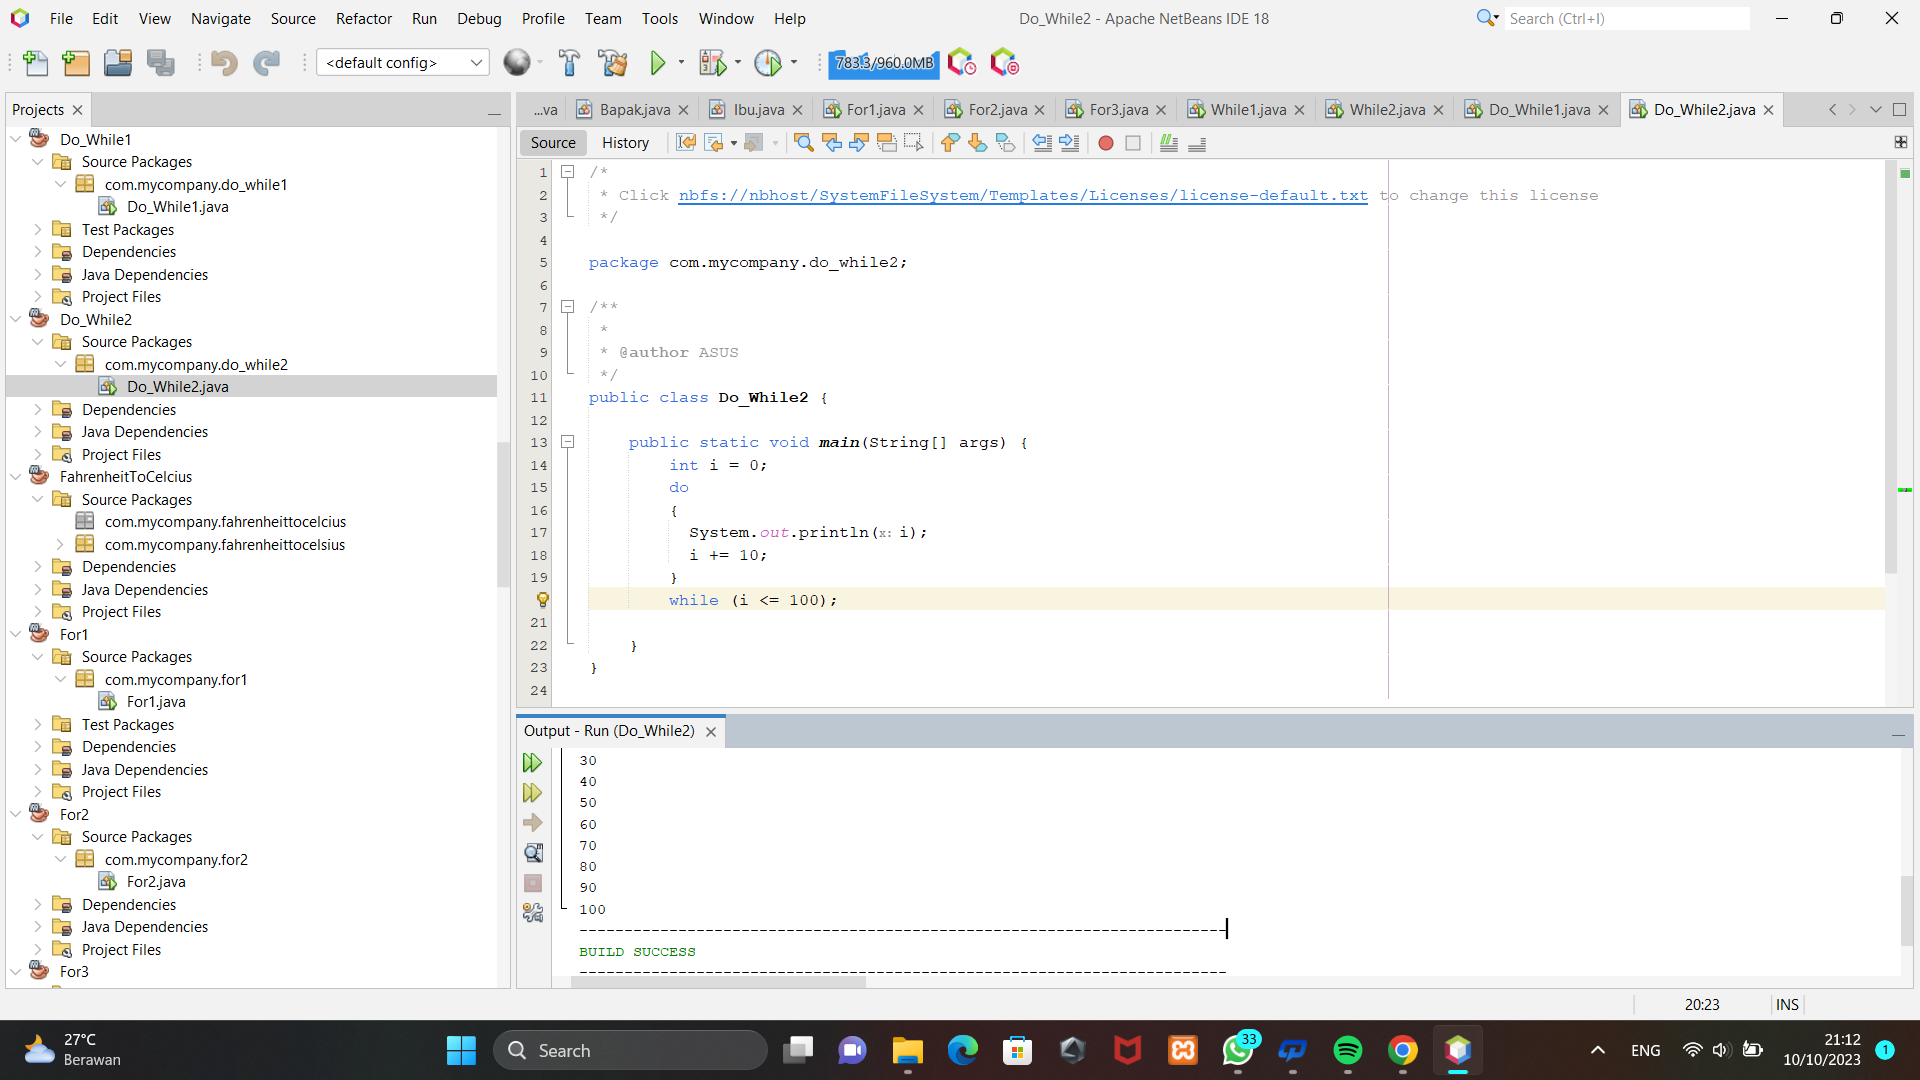 File Edit View Navigate Source Refactor Run Debug Profile Team Tools Window Help
Do_While2 - Apache NetBeans IDE 18
Search (Ctrl+I)
<default config>
783.3/960.0MB
Projects
Do_While1
Source Packages
com.mycompany.do_while1
Do_While1.java
Test Packages
Dependencies
Java Dependencies
Project Files
Do_While2
Source Packages
com.mycompany.do_while2
Do_While2.java
Dependencies
Java Dependencies
Project Files
FahrenheitToCelcius
Source Packages
com.mycompany.fahrenheittocelcius
com.mycompany.fahrenheittocelsius
Dependencies
Java Dependencies
Project Files
For1
Source Packages
com.mycompany.for1
For1.java
Test Packages
Dependencies
Java Dependencies
Project Files
For2
Source Packages
com.mycompany.for2
For2.java
Dependencies
Java Dependencies
Project Files
For3
...va Bapak.java Ibu.java For1.java For2.java For3.java While1.java While2.java Do_While1.java Do_While2.java
Source History
1 /*
2 * Click nbfs://nbhost/SystemFileSystem/Templates/Licenses/license-default.txt to change this license
3 */
4
5 package com.mycompany.do_while2;
6
7 /**
8 *
9 * @author ASUS
10 */
11 public class Do_While2 {
12
13 public static void main(String[] args) {
14 int i = 0;
15 do
16 {
17 System.out.println(x: i);
18 i += 10;
19 }
while (i <= 100);
21
22 }
23 }
24
Output - Run (Do_While2)
30
40
50
60
70
80
90
100
------------------------------------------------------------------------
BUILD SUCCESS
------------------------------------------------------------------------
20:23 INS
27°C
Berawan
Search
33
ENG
21:12
10/10/2023
1